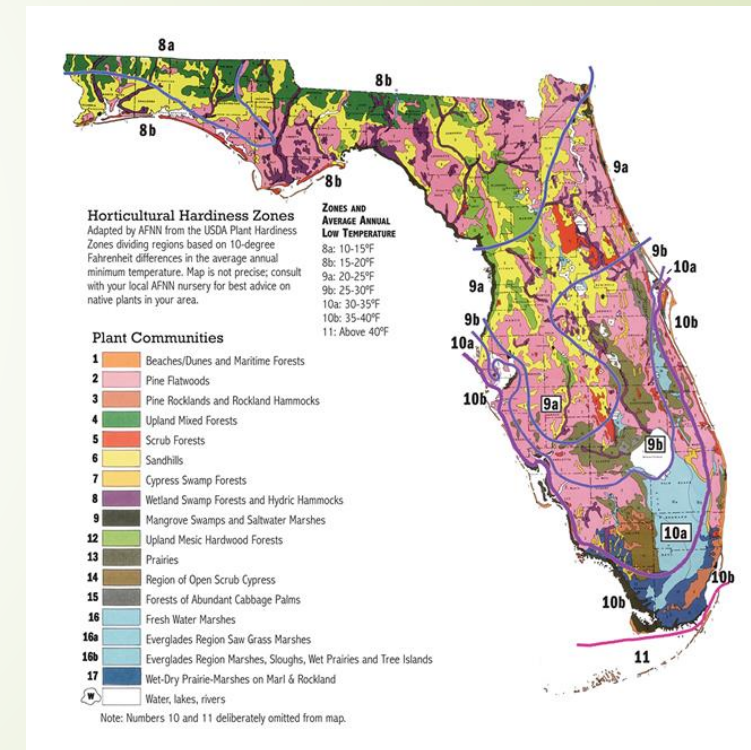 8a
8b
8b
8b
9a
9b
10a
10b
9a
9b
10a
10b
9a
9b
10a
10b
10b
11
Horticultural Hardiness Zones
Adapted by AFNN from the USDA Plant Hardiness
Zones dividing regions based on 10-degree
Fahrenheit differences in the average annual
minimum temperature. Map is not precise; consult
with your local AFNN nursery for best advice on
native plants in your area.
ZONES AND
AVERAGE ANNUAL
LOW TEMPERATURE
8a: 10-15°F
8b: 15-20°F
9a: 20-25°F
9b: 25-30°F
10a: 30-35°F
10b: 35-40°F
11: Above 40°F
Plant Communities
1 Beaches/Dunes and Maritime Forests
2 Pine Flatwoods
3 Pine Rocklands and Rockland Hammocks
4 Upland Mixed Forests
5 Scrub Forests
6 Sandhills
7 Cypress Swamp Forests
8 Wetland Swamp Forests and Hydric Hammocks
9 Mangrove Swamps and Saltwater Marshes
12 Upland Mesic Hardwood Forests
13 Prairies
14 Region of Open Scrub Cypress
15 Forests of Abundant Cabbage Palms
16 Fresh Water Marshes
16a Everglades Region Saw Grass Marshes
16b Everglades Region Marshes, Sloughs, Wet Prairies and Tree Islands
17 Wet-Dry Prairie-Marshes on Marl & Rockland
W Water, lakes, rivers
Note: Numbers 10 and 11 deliberately omitted from map.